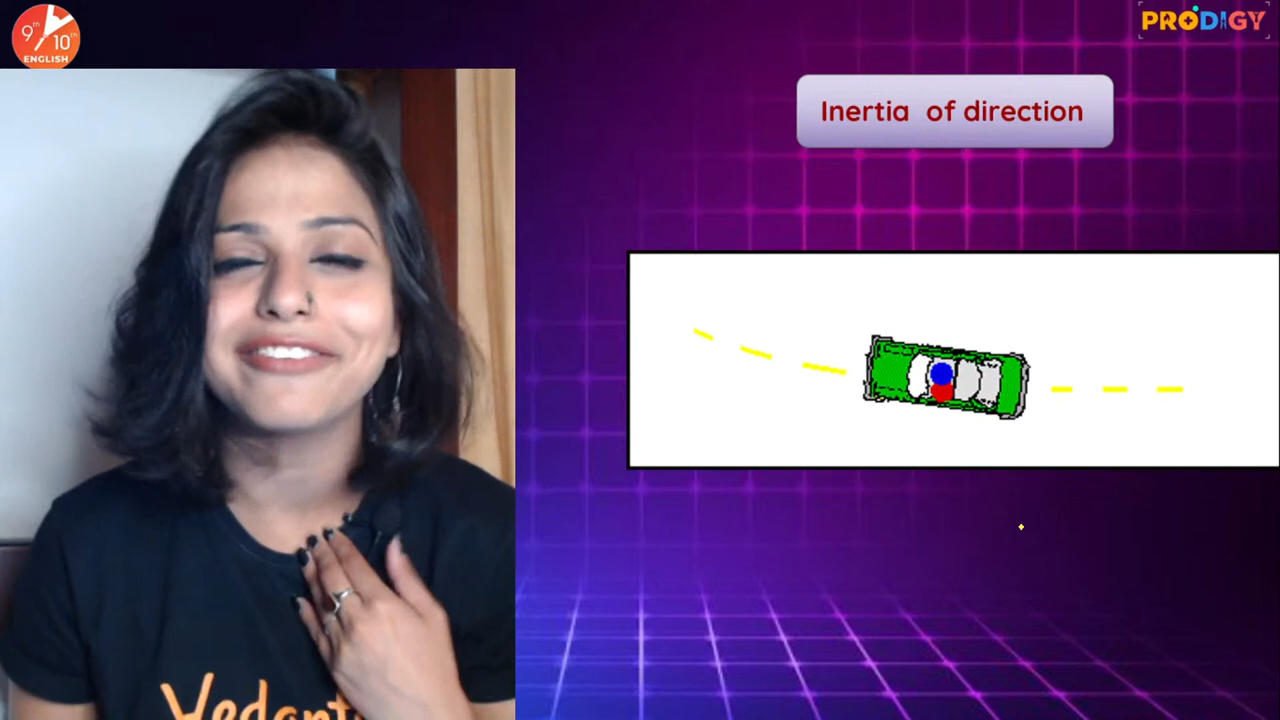 9th
10th
ENGLISH
PRODIGY
Inertia of direction